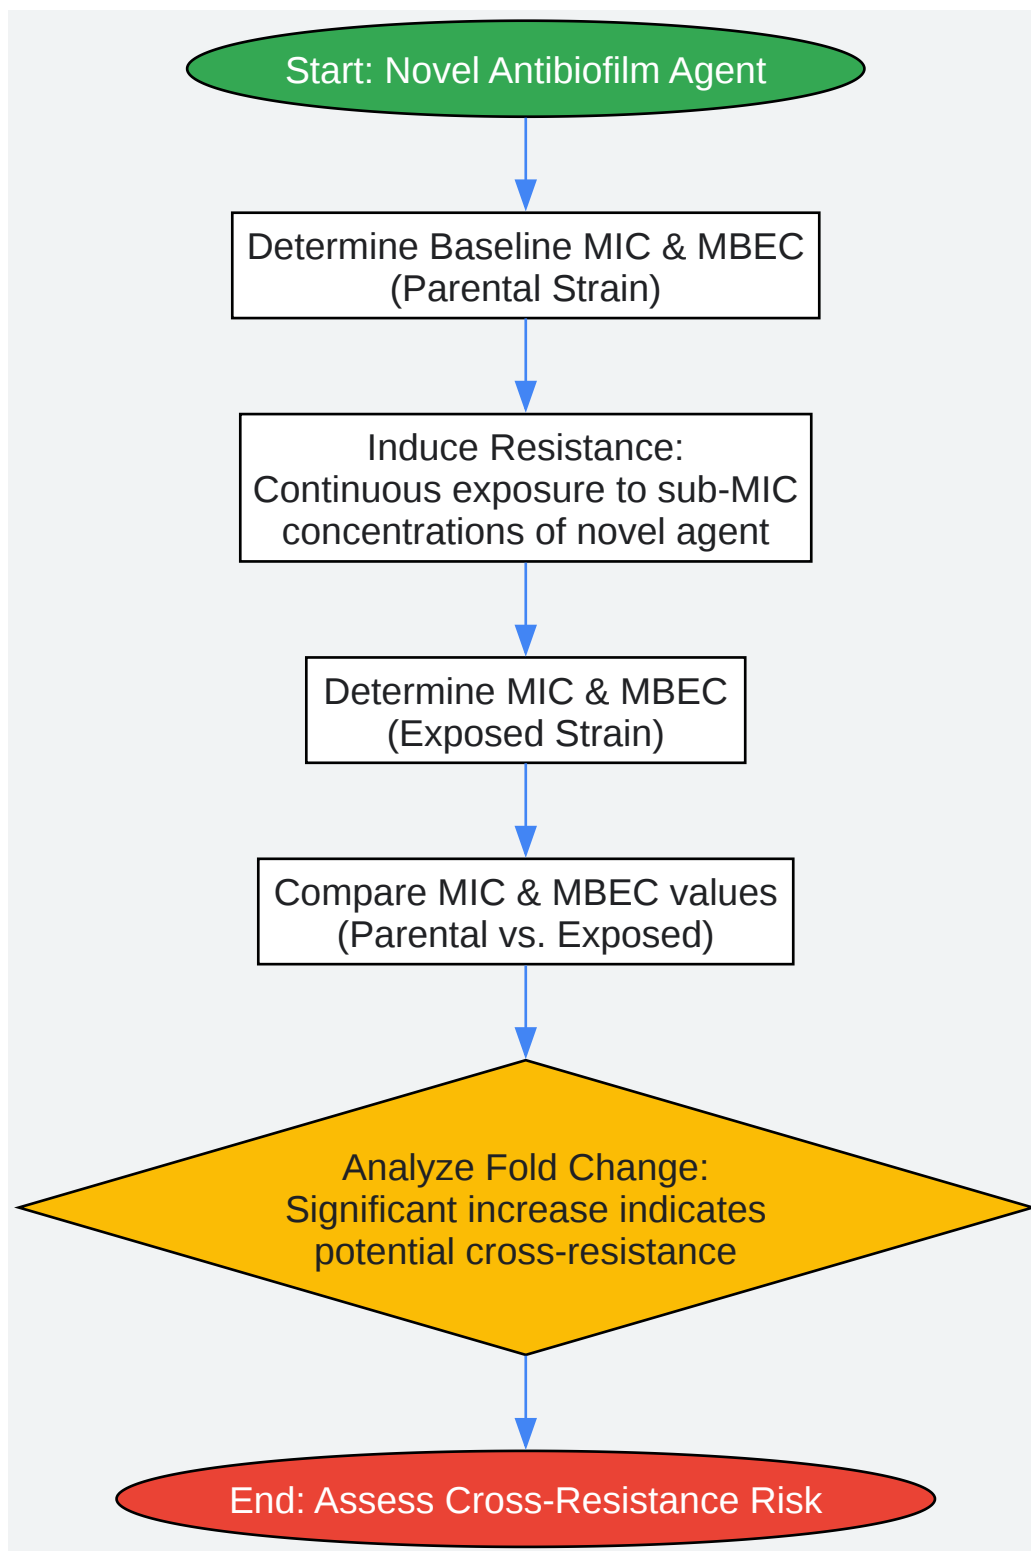 Start: Novel Antibiofilm Agent
Determine Baseline MIC & MBEC
(Parental Strain)
Induce Resistance:
Continuous exposure to sub-MIC
concentrations of novel agent
Determine MIC & MBEC
(Exposed Strain)
Compare MIC & MBEC values
(Parental vs. Exposed)
Analyze Fold Change:
Significant increase indicates
potential cross-resistance
End: Assess Cross-Resistance Risk